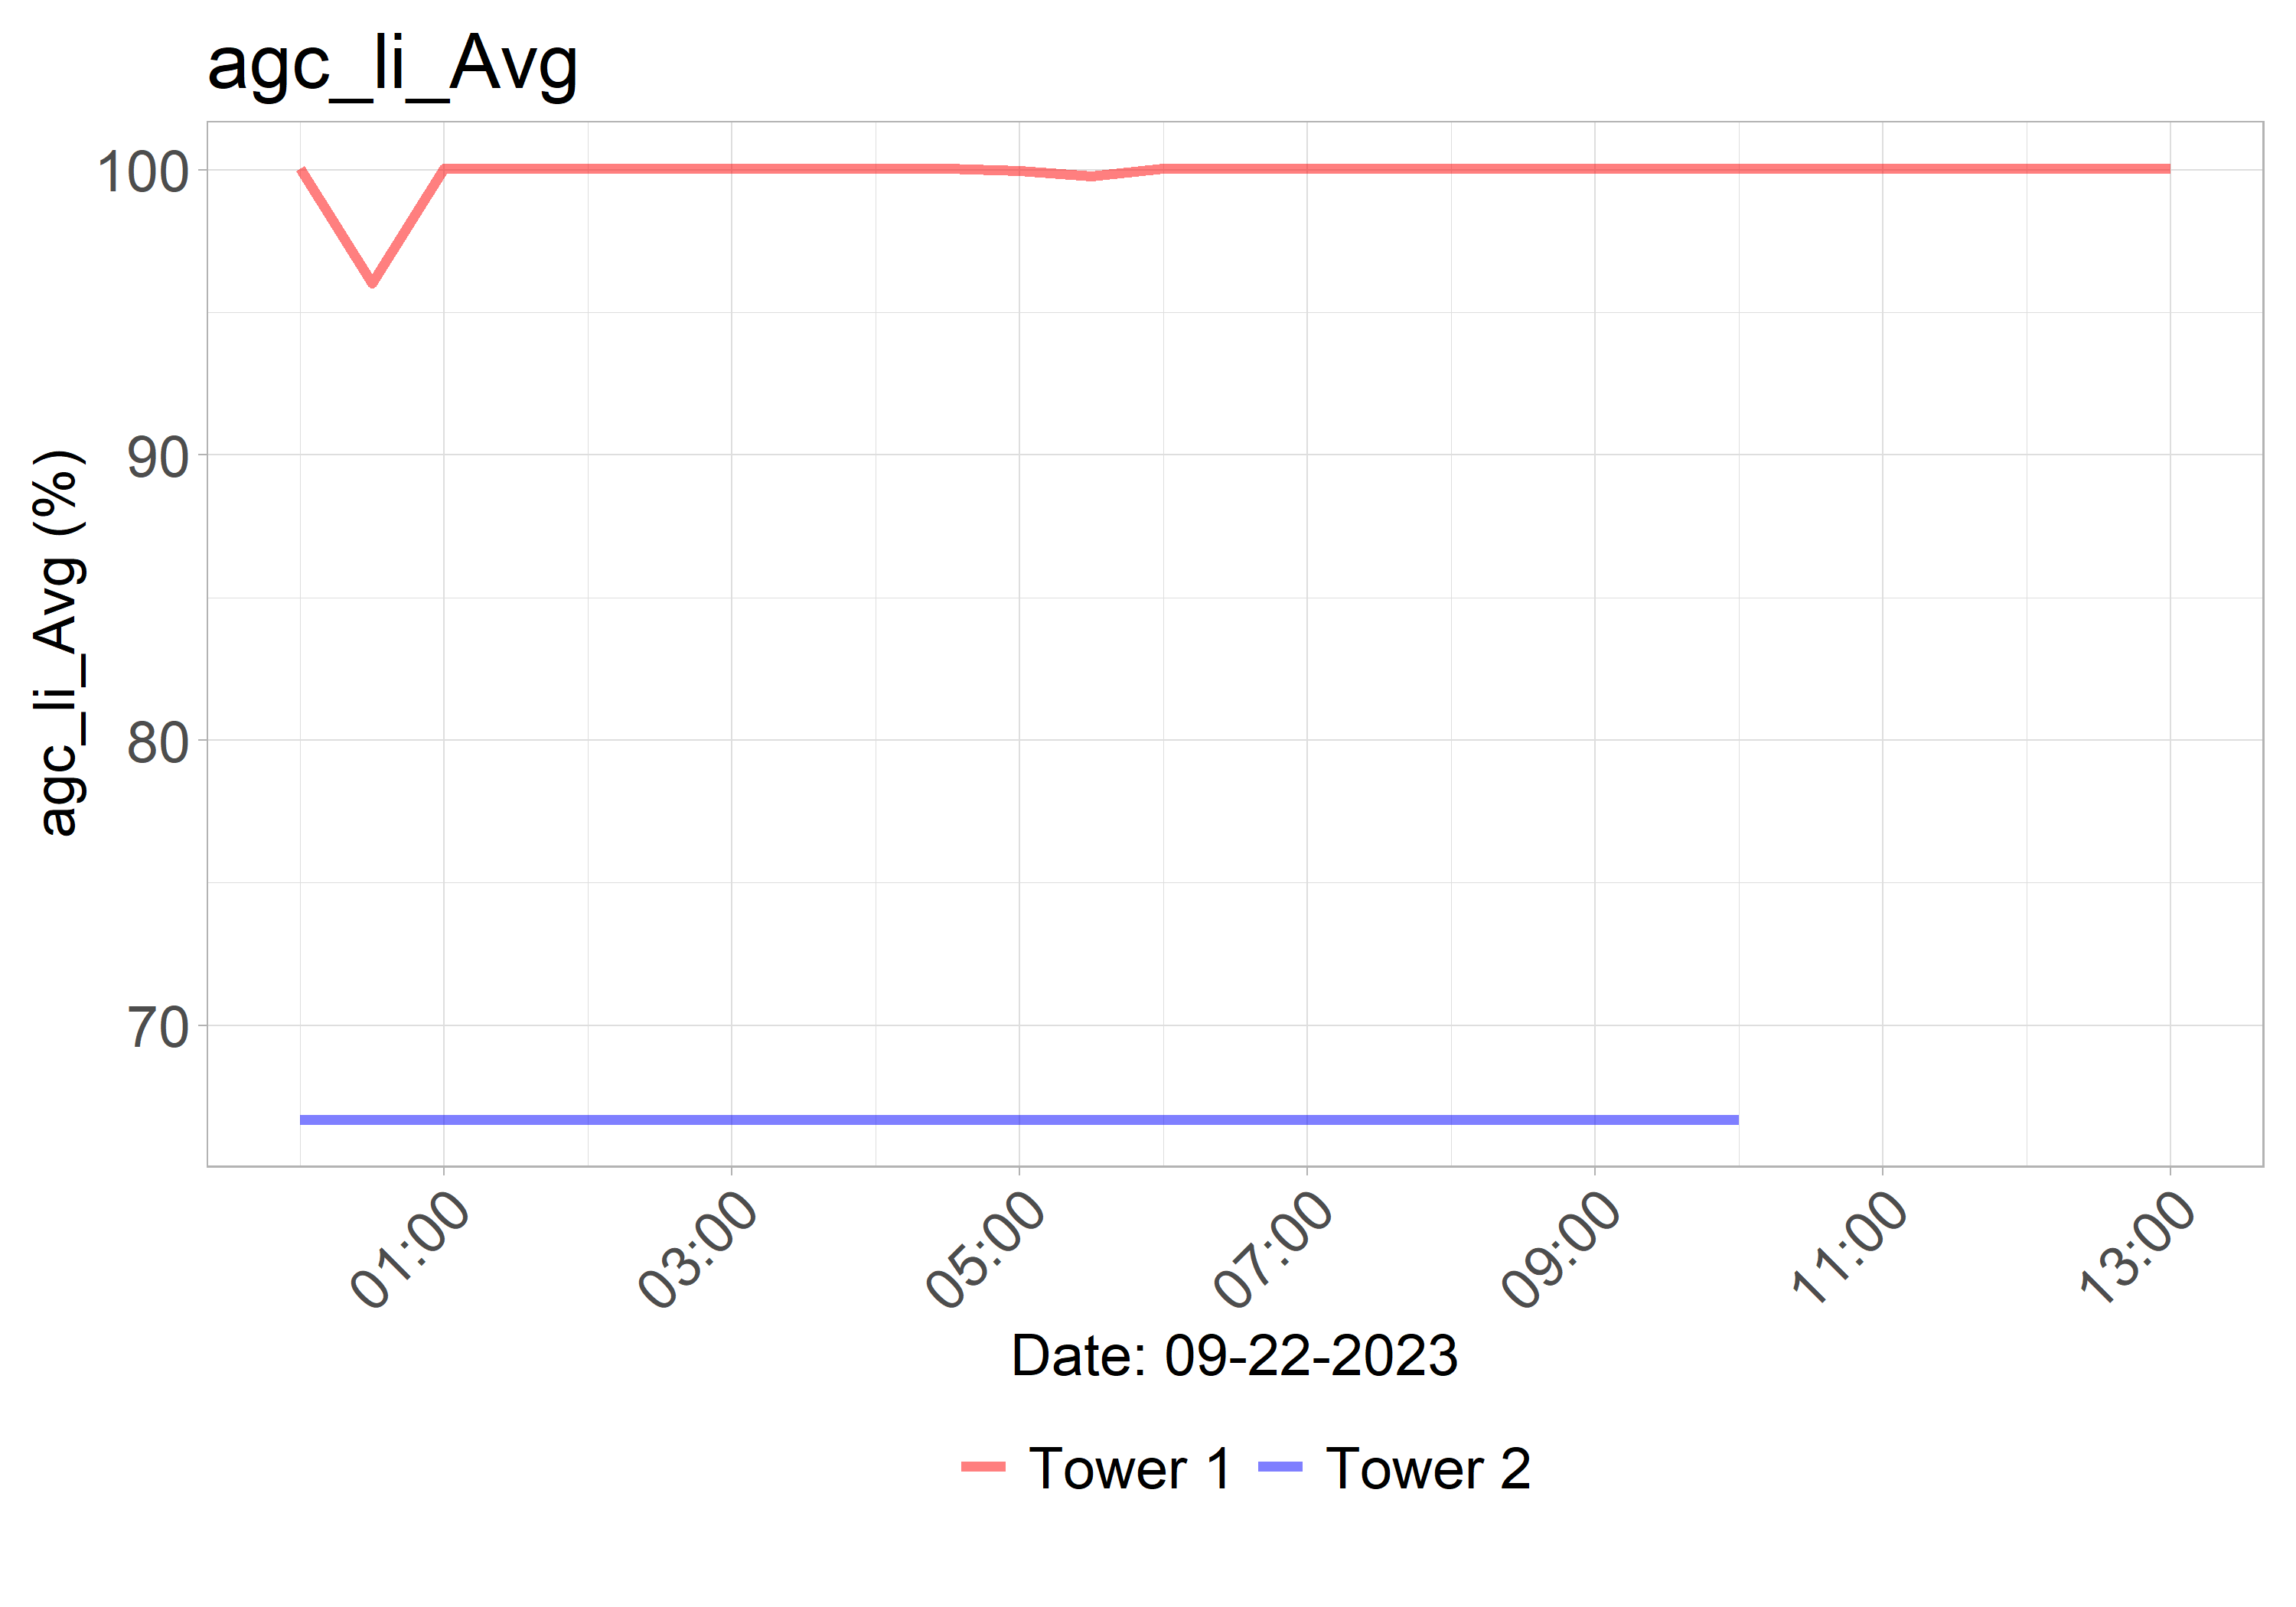 agc_li_Avg
agc_li_Avg (%)
100
90
80
70
01:00 03:00 05:00 07:00 09:00 11:00 13:00
Date: 09-22-2023
Tower 1 Tower 2